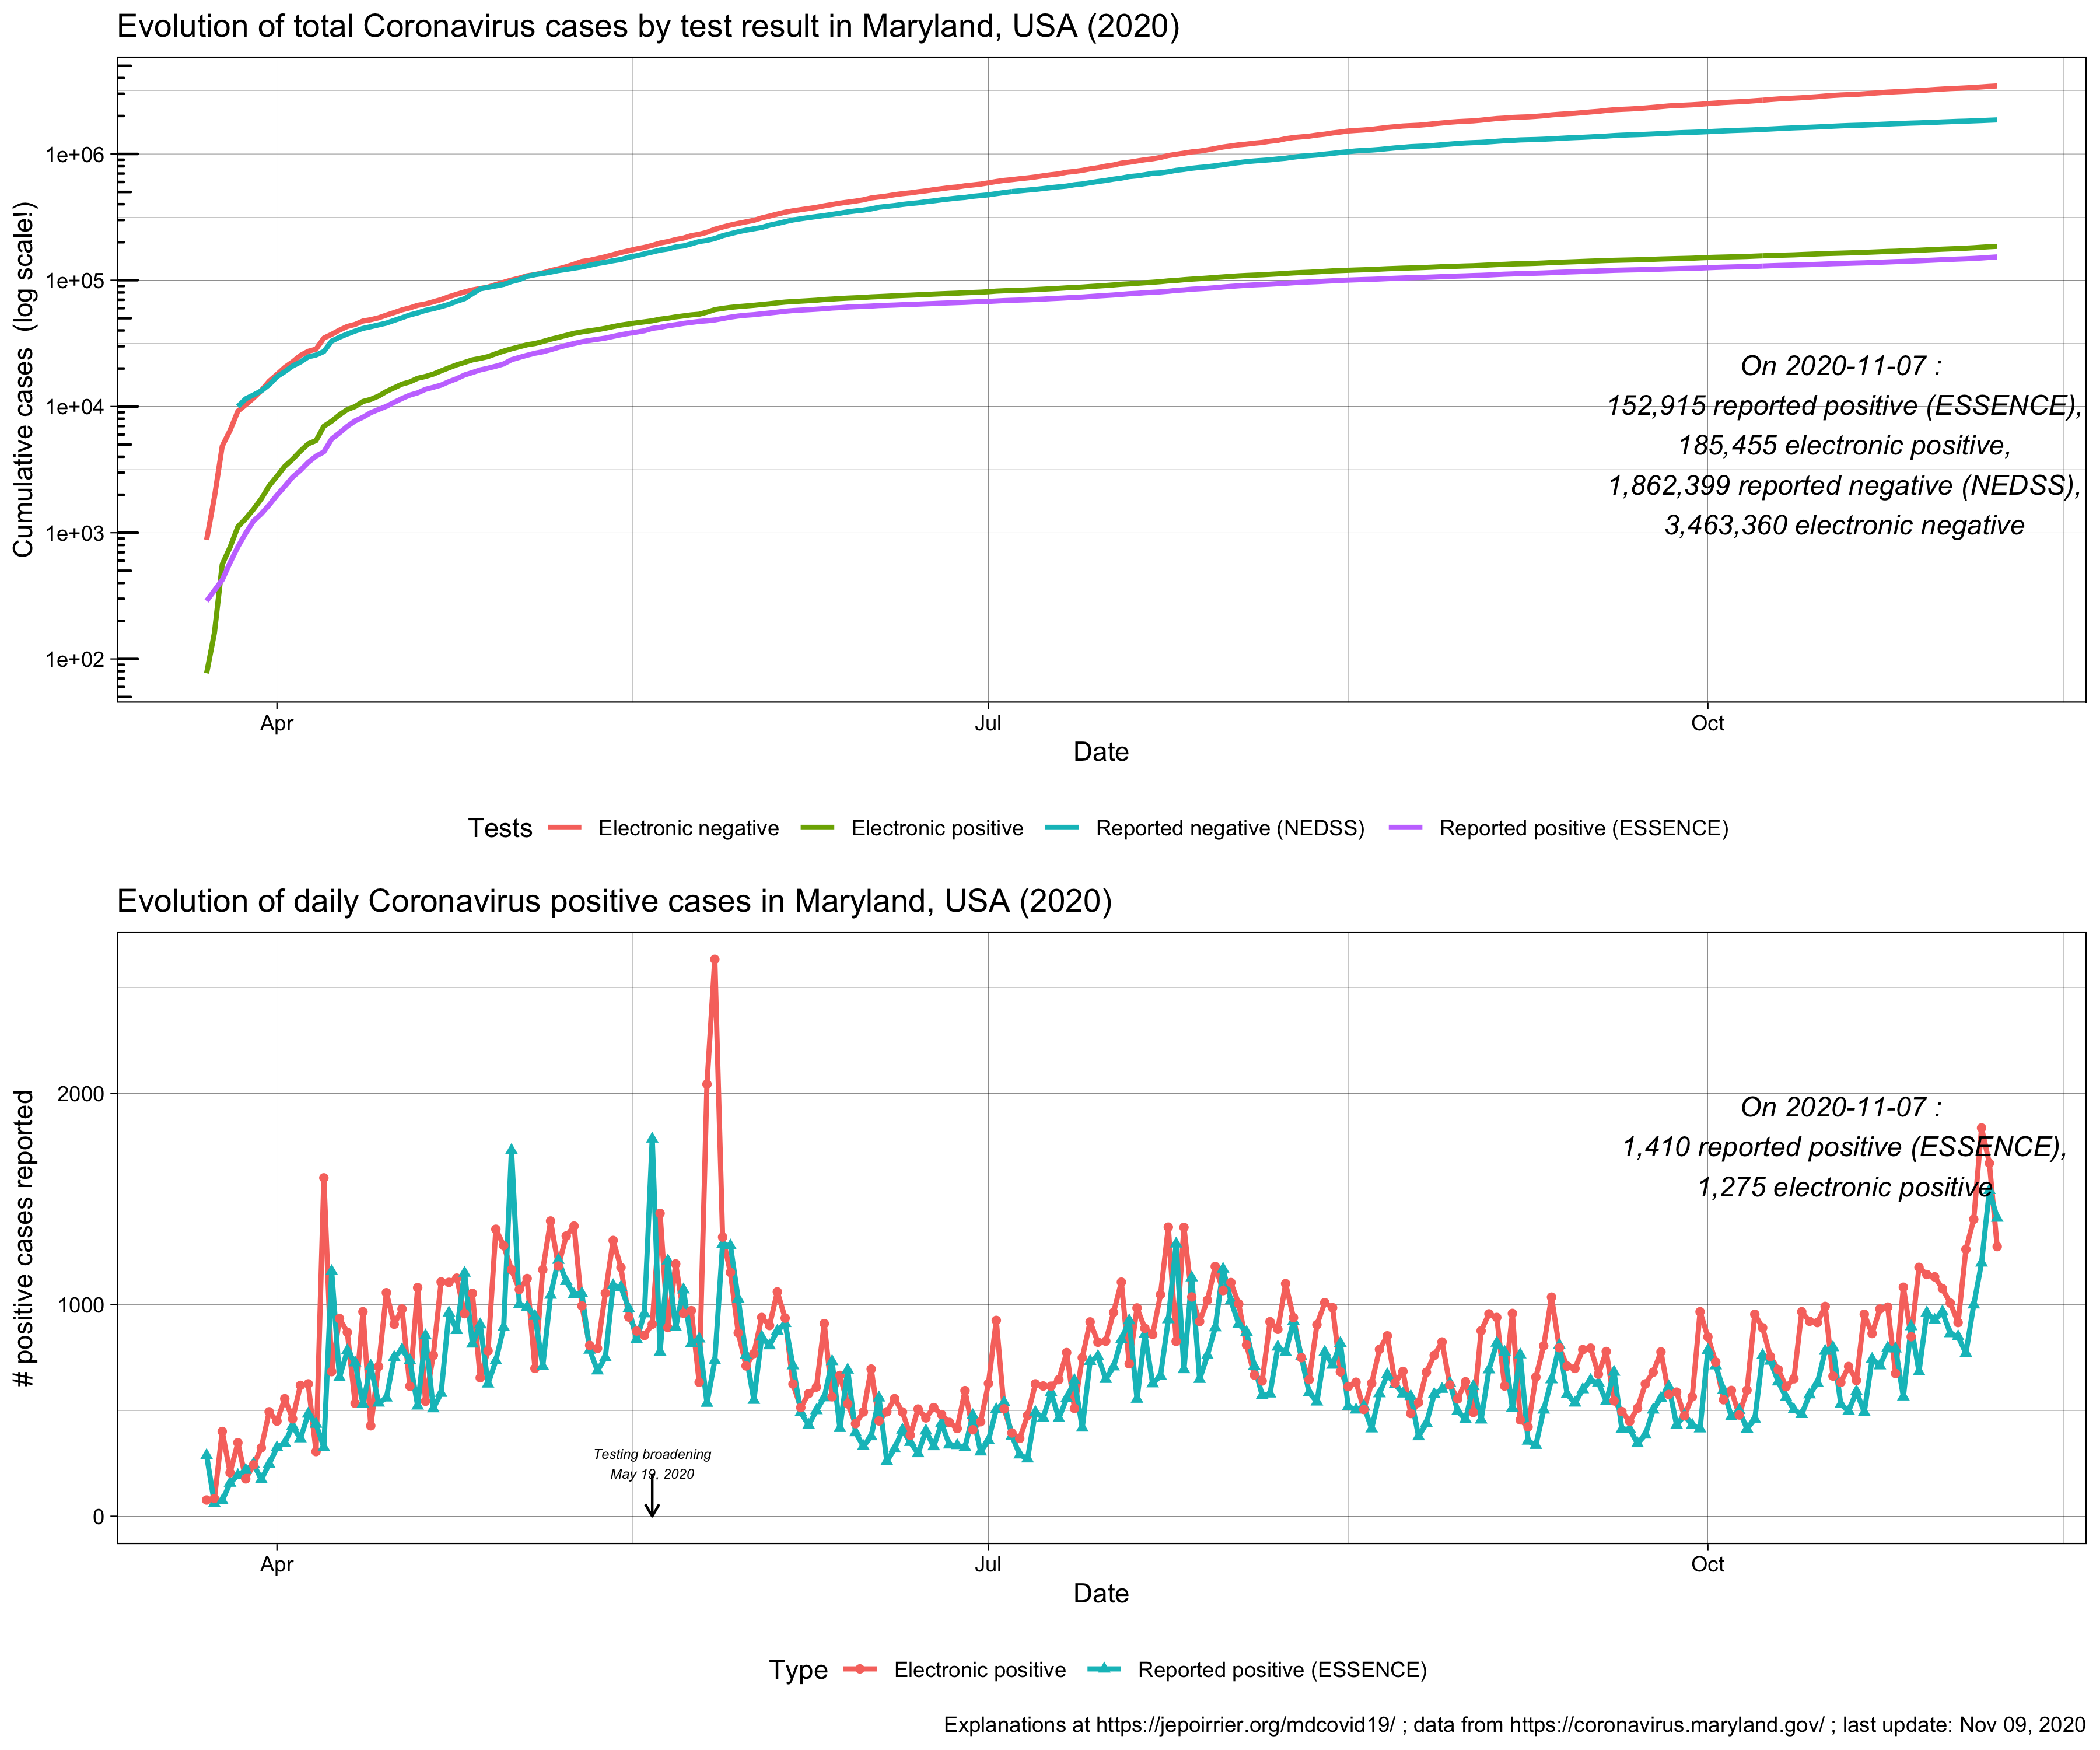 Evolution of total Coronavirus cases by test result in Maryland, USA (2020)
Cumulative cases (log scale!)
1e+06
1e+05
1e+04
1e+03
1e+02
On 2020-11-07 :
152,915 reported positive (ESSENCE),
185,455 electronic positive,
1,862,399 reported negative (NEDSS),
3,463,360 electronic negative
Apr Jul Oct
Date
Tests Electronic negative Electronic positive Reported negative (NEDSS) Reported positive (ESSENCE)
Evolution of daily Coronavirus positive cases in Maryland, USA (2020)
# positive cases reported
2000
1000
0
On 2020-11-07 :
1,410 reported positive (ESSENCE),
1,275 electronic positive
Testing broadening
May 19, 2020
Apr Jul Oct
Date
Type Electronic positive Reported positive (ESSENCE)
Explanations at https://jepoirrier.org/mdcovid19/ ; data from https://coronavirus.maryland.gov/ ; last update: Nov 09, 2020